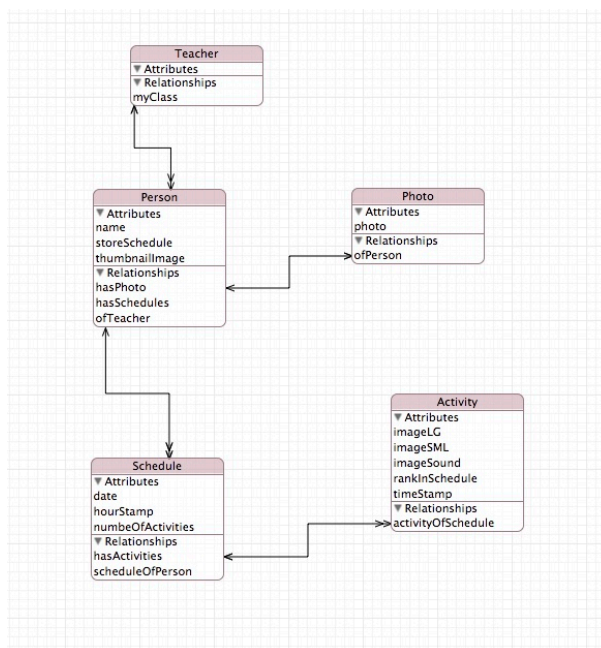 Teacher
Attributes
Relationships
myClass
Person
Attributes
name
storeSchedule
thumbnailImage
Relationships
hasPhoto
hasSchedules
ofTeacher
Photo
Attributes
photo
Relationships
ofPerson
Schedule
Attributes
date
hourStamp
numbeOfActivities
Relationships
hasActivities
scheduleOfPerson
Activity
Attributes
imageLG
imageSML
imageSound
rankInSchedule
timeStamp
Relationships
activityOfSchedule